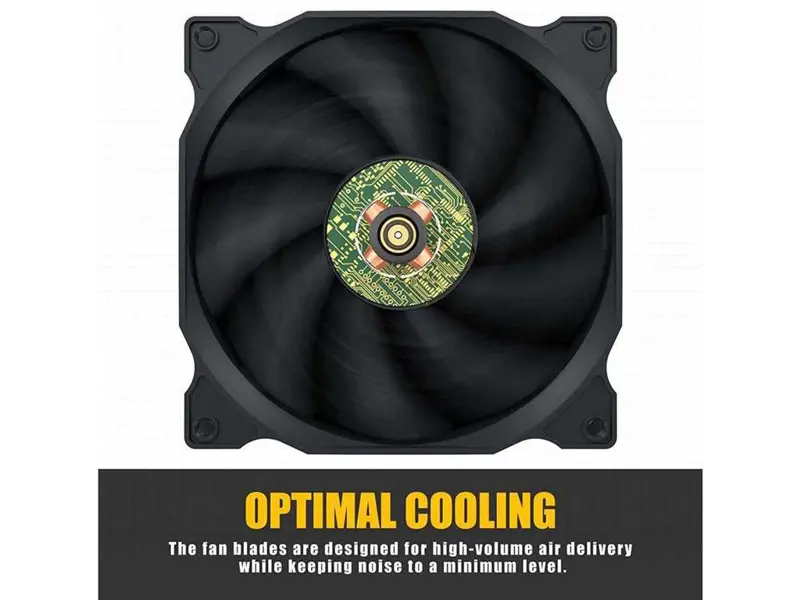 OPTIMAL COOLING
The fan blades are designed for high-volume air delivery
while keeping noise to a minimum level.